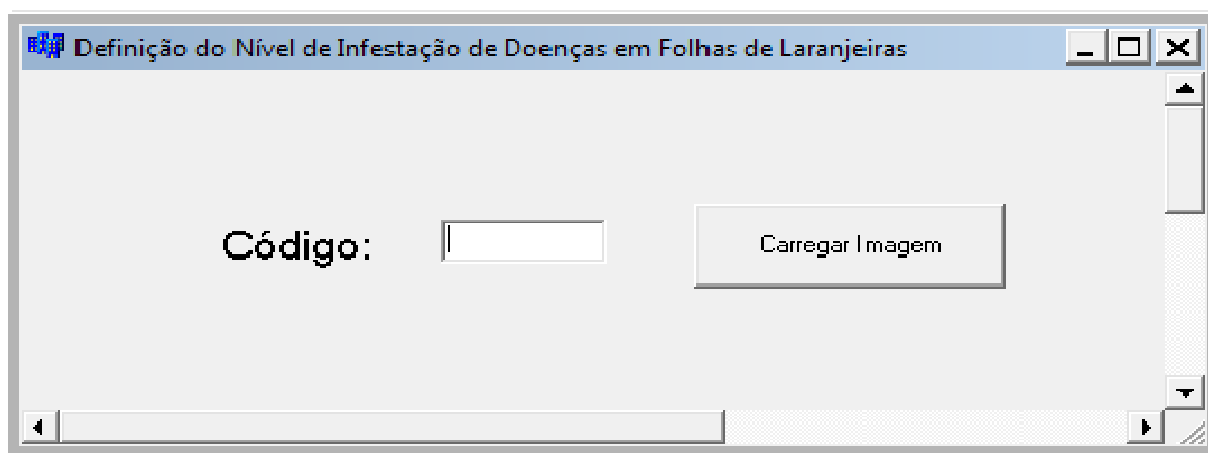 Definição do Nível de Infestação de Doenças em Folhas de Laranjeiras
Código:
Carregar Imagem